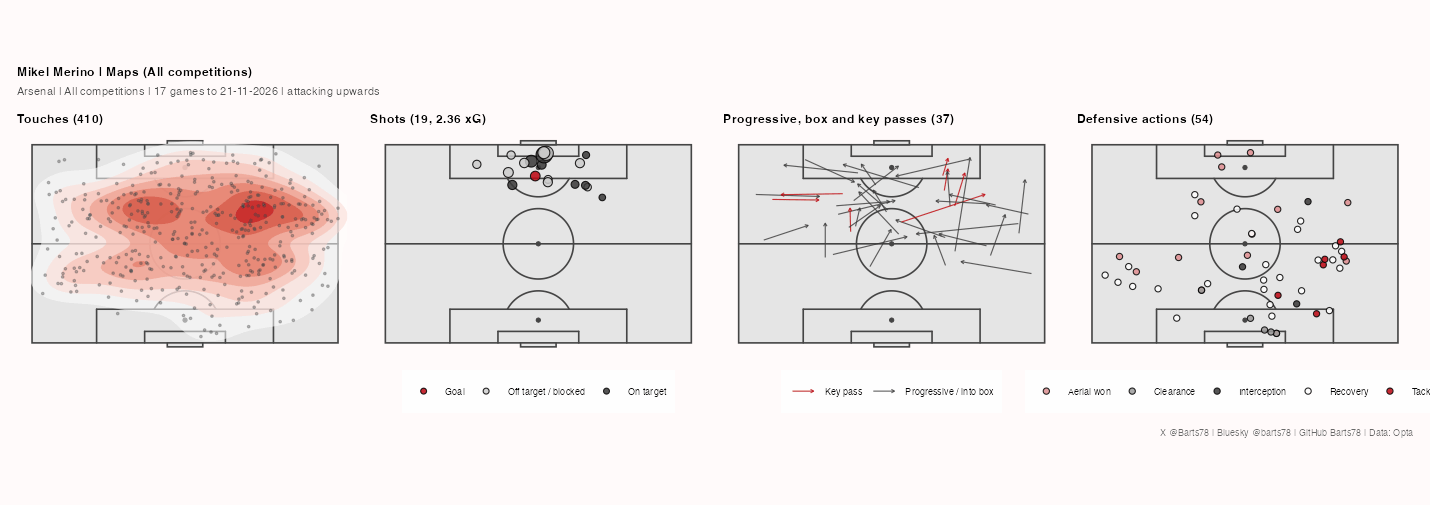 Mikel Merino | Maps (All competitions)
Arsenal | All competitions | 17 games to 21-11-2026 | attacking upwards
Touches (410)
Shots (19, 2.36 xG)
Progressive, box and key passes (37)
Defensive actions (54)
Goal
Off target / blocked
On target
Key pass
Progressive / into box
Aerial won
Clearance
Interception
Recovery
Tack
X @Barts78 | Bluesky @barts78 | GitHub Barts78 | Data: Opta